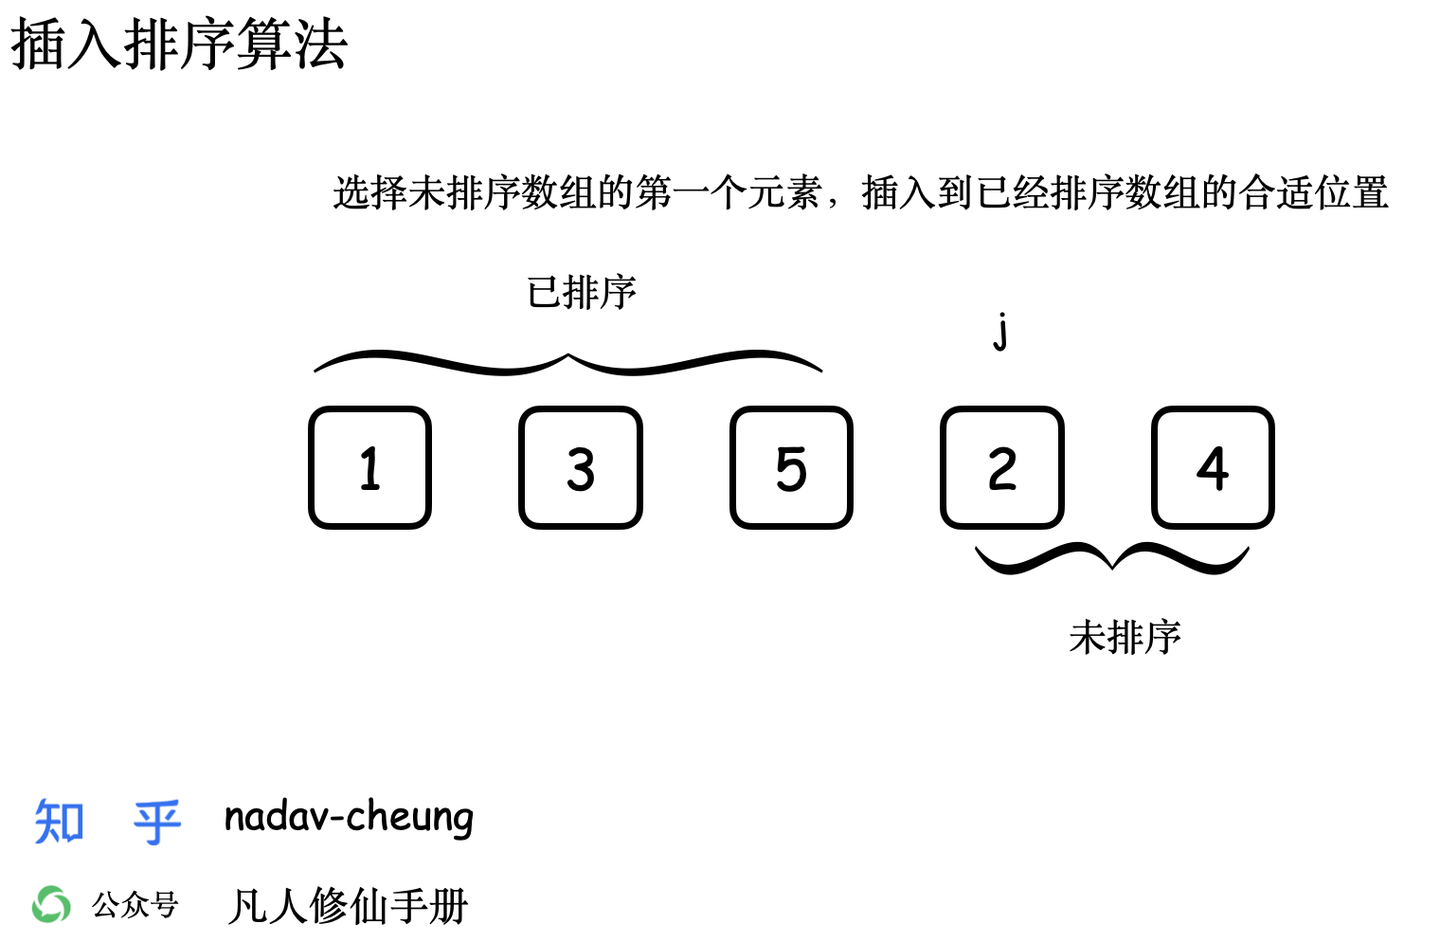 插入排序算法
选择未排序数组的第一个元素，插入到已经排序数组的合适位置
已排序
j
1 3 5 2 4
未排序
知 乎 nadav-cheung
公众号 凡人修仙手册